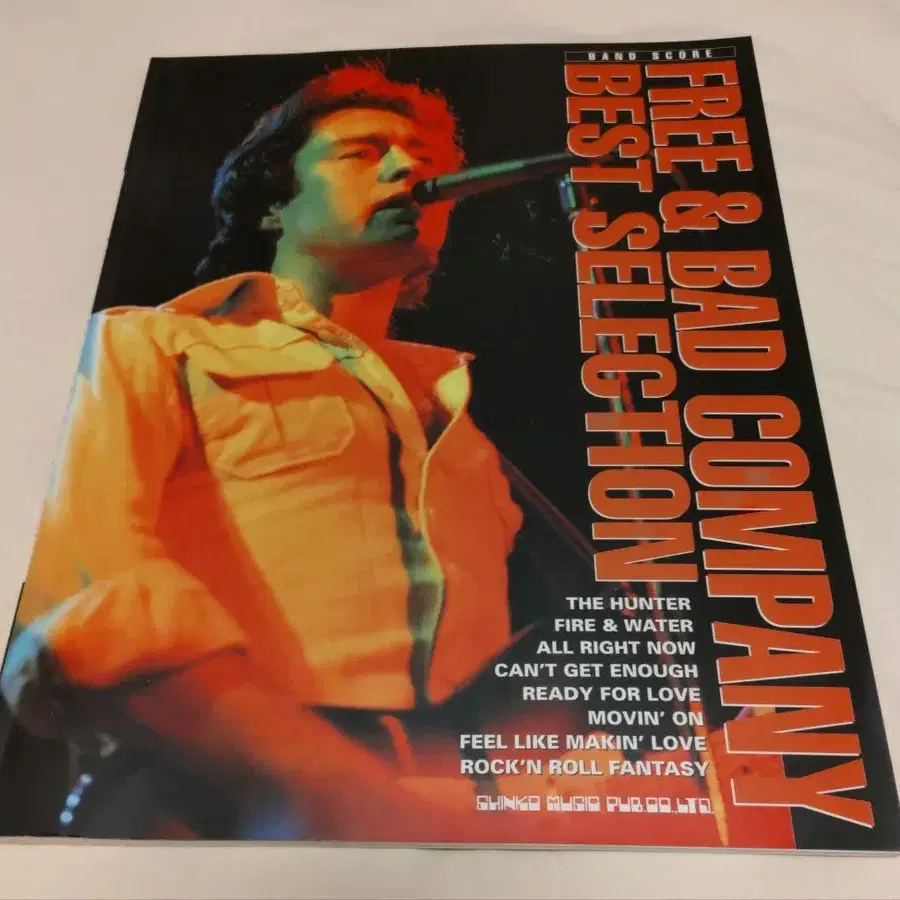 BAND SCORE
FREE & BAD COMPANY
BEST SELECTION
THE HUNTER
FIRE & WATER
ALL RIGHT NOW
CAN'T GET ENOUGH
READY FOR LOVE
MOVIN' ON
FEEL LIKE MAKIN' LOVE
ROCK'N ROLL FANTASY
SHINKO MUSIC PUB.CO.,LTD.